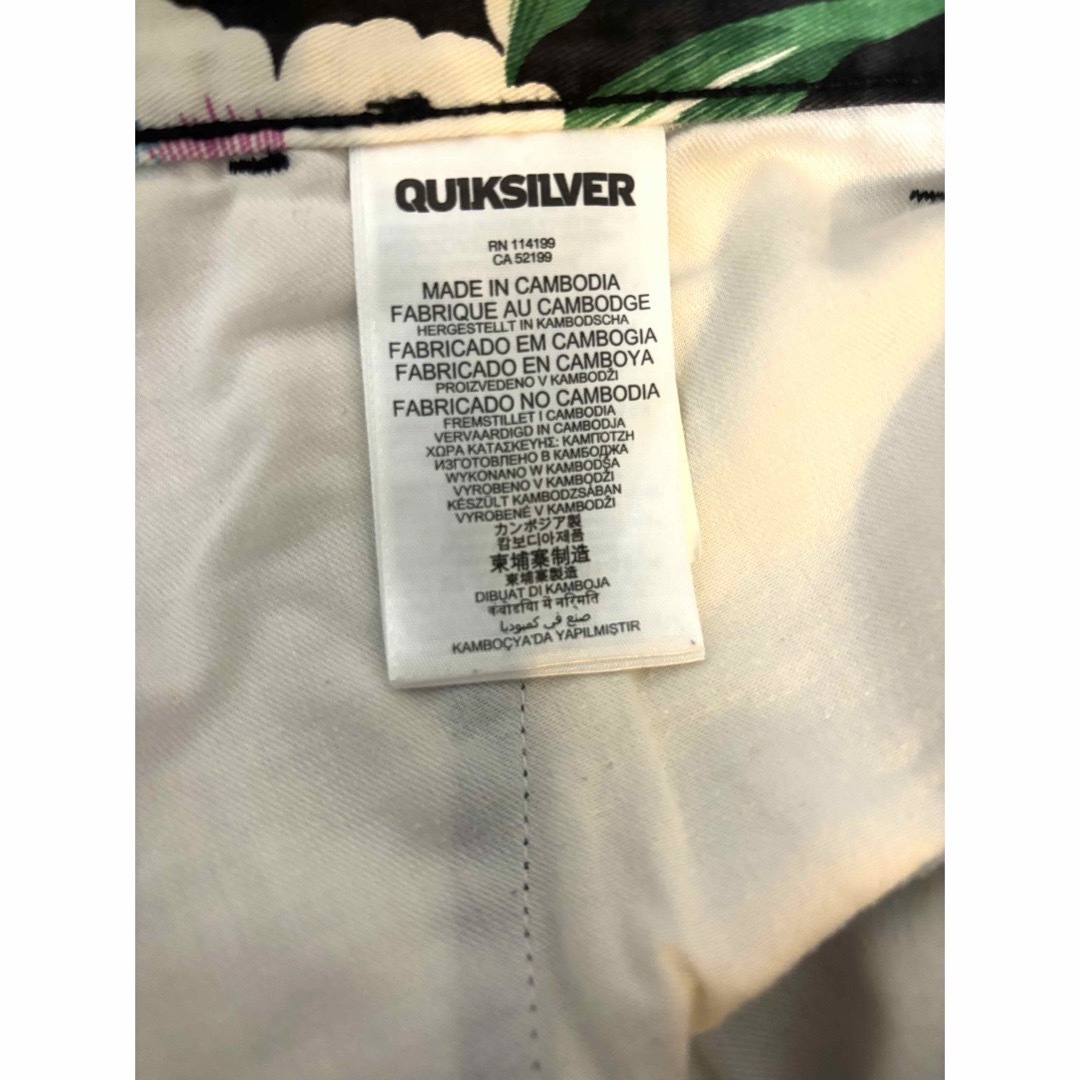 QUIKSILVER
RN 114199
CA 52199
MADE IN CAMBODIA
FABRIQUE AU CAMBODGE
HERGESTELLT IN KAMBODSCHA
FABRICADO EM CAMBOGIA
FABRICADO EN CAMBOYA
PROIZVEDENO V KAMBODŽI
FABRICADO NO CAMBODIA
FREMSTILLET I CAMBODIA
VERVAARDIGD IN CAMBODJA
ΧΩΡΑ ΚΑΤΑΣΚΕΥΗΣ: ΚΑΜΠΟΤΖΗ
ИЗГОТОВЛЕНО В КАМБОДЖА
WYKONANO W KAMBODŠA
VYROBENO V KAMBODŽI
KÉSZÜLT KAMBODZSÁBAN
VYROBENÉ V KAMBODŽI
カンボジア製
캄보디아제품
柬埔寨制造
柬埔寨製造
DIBUAT DI KAMBOJA
कंबोडिया में नर्मिति
صنع في كمبوديا
KAMBOÇYA'DA YAPILMIŞTIR